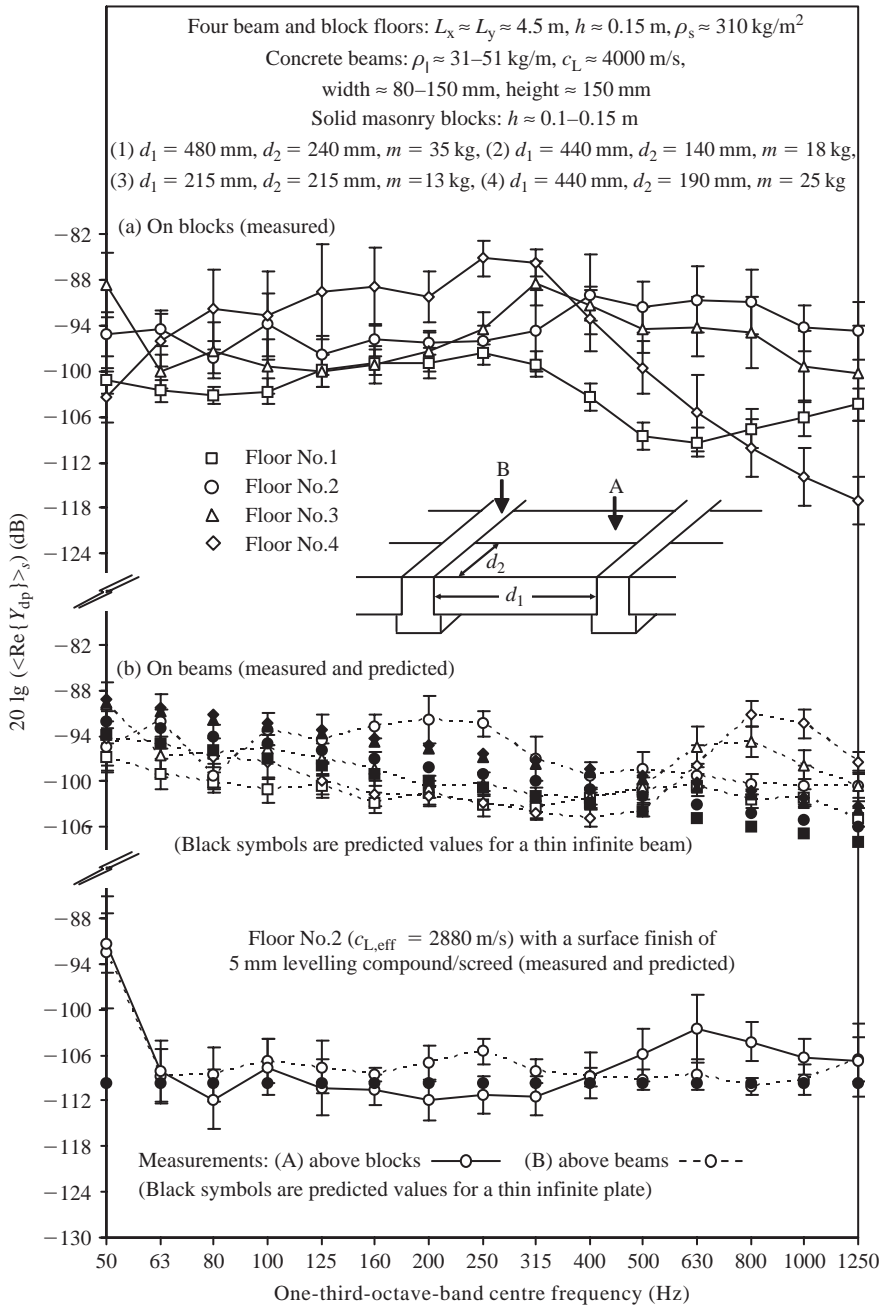 Four beam and block floors: Lx ≈ Ly ≈ 4.5 m, h ≈ 0.15 m, ρs ≈ 310 kg/m²
Concrete beams: ρl ≈ 31–51 kg/m, cL ≈ 4000 m/s,
width ≈ 80–150 mm, height ≈ 150 mm
Solid masonry blocks: h ≈ 0.1–0.15 m
(1) d1 = 480 mm, d2 = 240 mm, m = 35 kg, (2) d1 = 440 mm, d2 = 140 mm, m = 18 kg,
(3) d1 = 215 mm, d2 = 215 mm, m = 13 kg, (4) d1 = 440 mm, d2 = 190 mm, m = 25 kg
(a) On blocks (measured)
−82
−88
−94
−100
−106
−112
−118
−124
Floor No.1
Floor No.2
Floor No.3
Floor No.4
B
A
d2
d1
20 lg (<Re{Ydp}>s) (dB)
(b) On beams (measured and predicted)
−82
−88
−94
−100
−106
(Black symbols are predicted values for a thin infinite beam)
Floor No.2 (cL,eff = 2880 m/s) with a surface finish of
5 mm levelling compound/screed (measured and predicted)
−88
−94
−100
−106
−112
−118
−124
−130
Measurements: (A) above blocks (B) above beams
(Black symbols are predicted values for a thin infinite plate)
50 63 80 100 125 160 200 250 315 400 500 630 800 1000 1250
One-third-octave-band centre frequency (Hz)